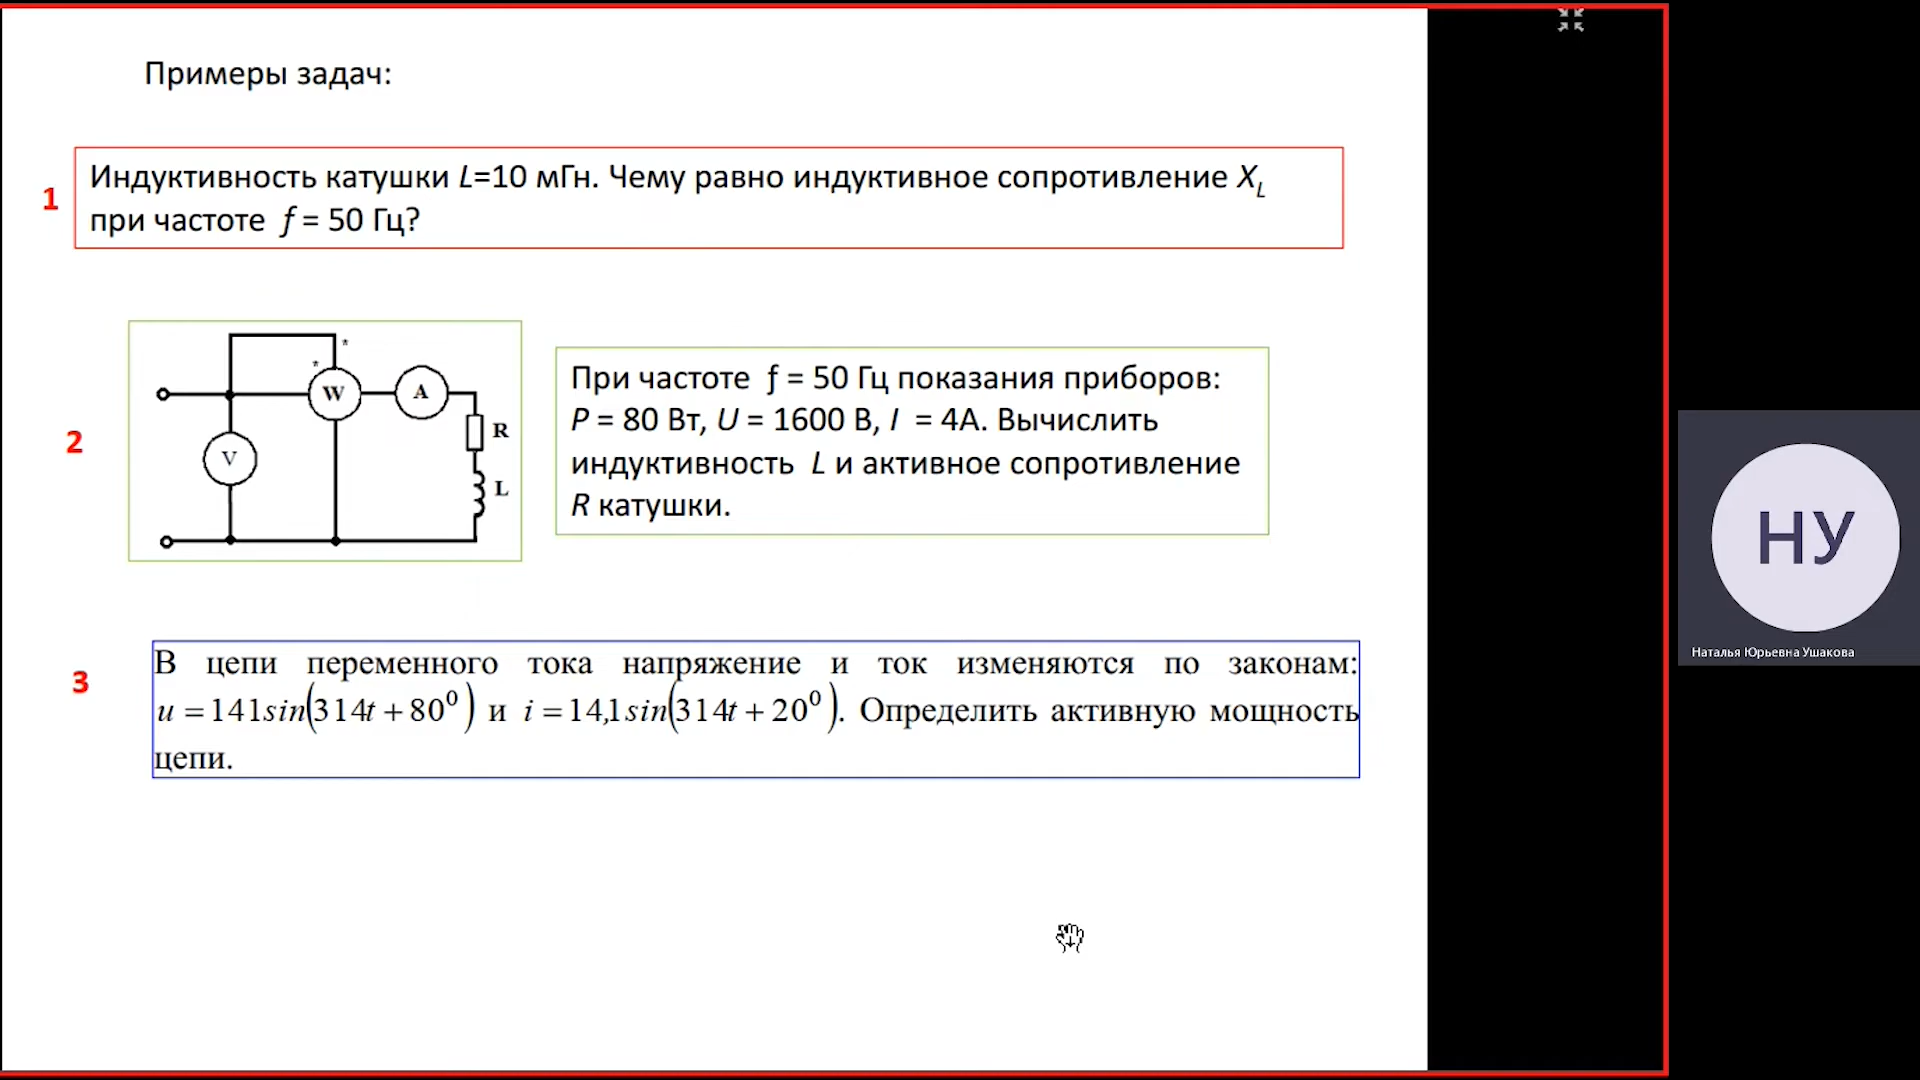 Примеры задач:
1
Индуктивность катушки L=10 мГн. Чему равно индуктивное сопротивление X_L
при частоте f = 50 Гц?
2
*
*
W
A
V
R
L
При частоте f = 50 Гц показания приборов:
P = 80 Вт, U = 1600 В, I = 4А. Вычислить
индуктивность L и активное сопротивление
R катушки.
3
В цепи переменного тока напряжение и ток изменяются по законам:
u = 141sin(314t + 80⁰) и i = 14,1sin(314t + 20⁰). Определить активную мощность
цепи.
НУ
Наталья Юрьевна Ушакова